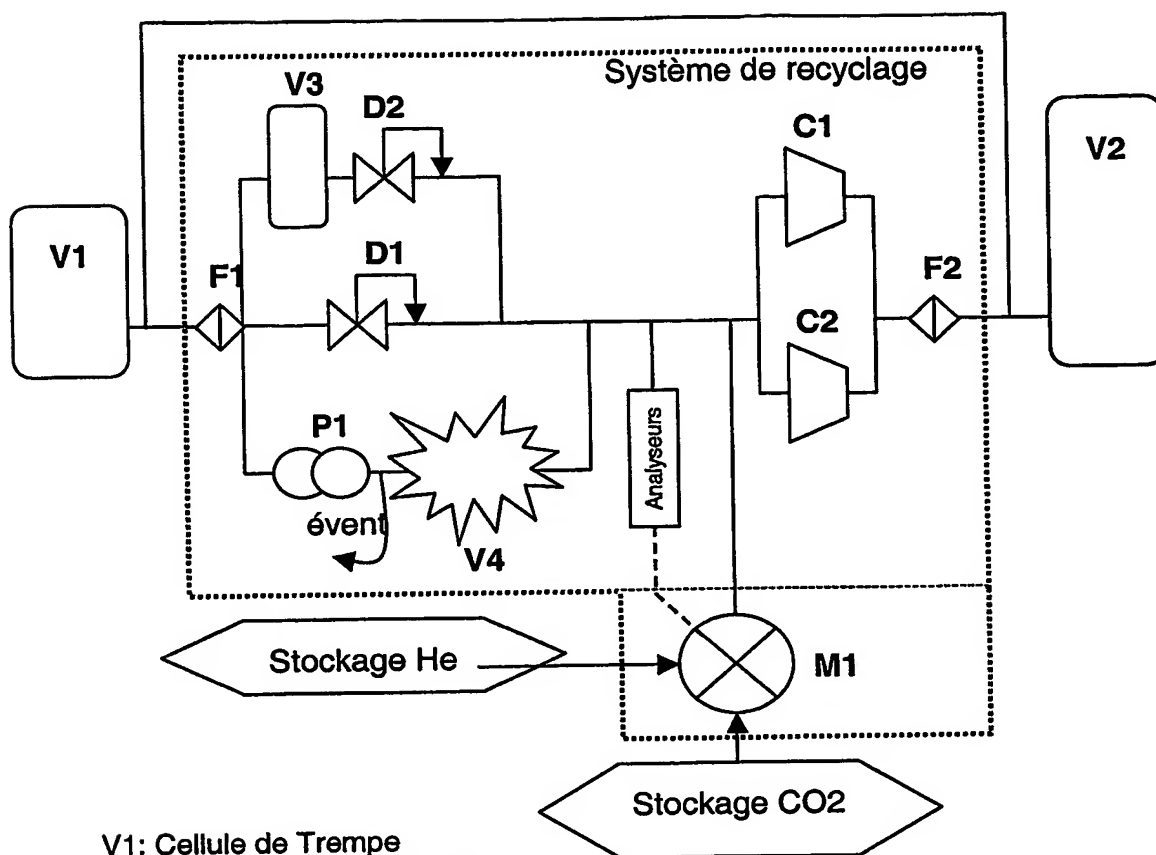 Système de recyclage
V3
D2
C1
V2
V1
F1
D1
F2
C2
P1
Analyseurs
évent
V4
Stockage He
M1
Stockage CO2
V1: Cellule de Trempe